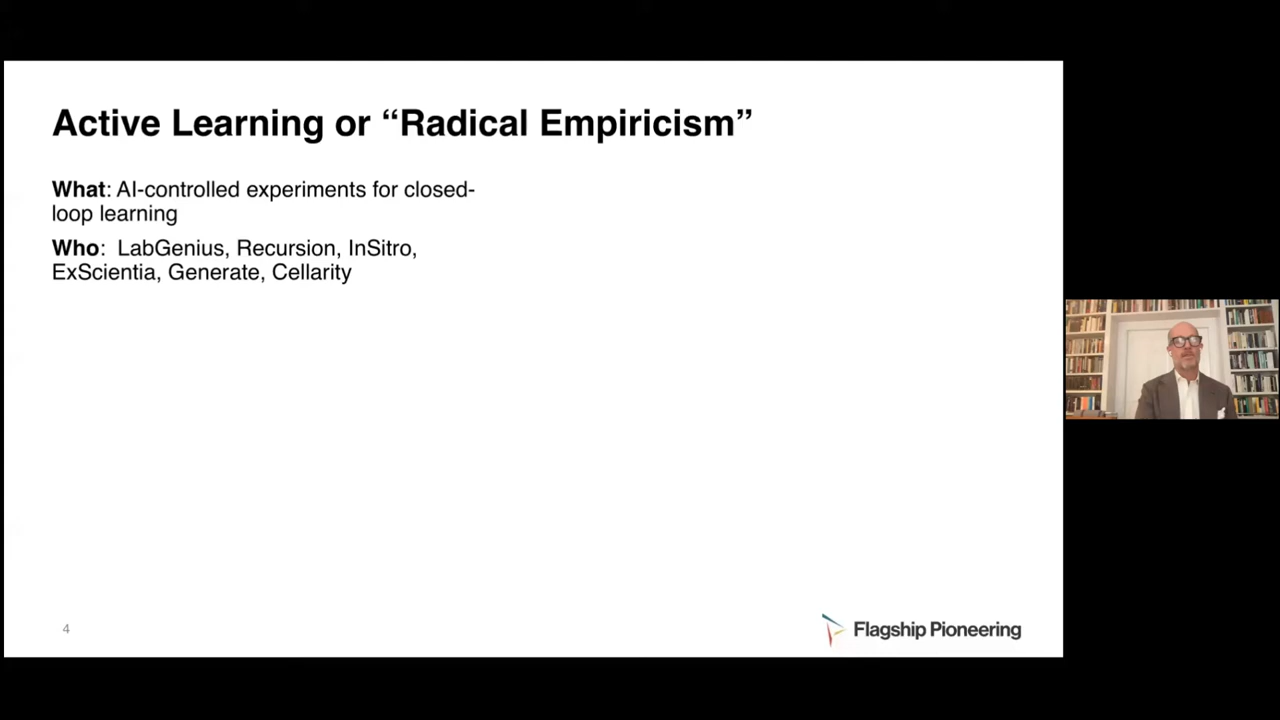 Active Learning or “Radical Empiricism”
What: AI-controlled experiments for closed-
loop learning
Who:  LabGenius, Recursion, InSitro,
ExScientia, Generate, Cellarity
4
Flagship Pioneering